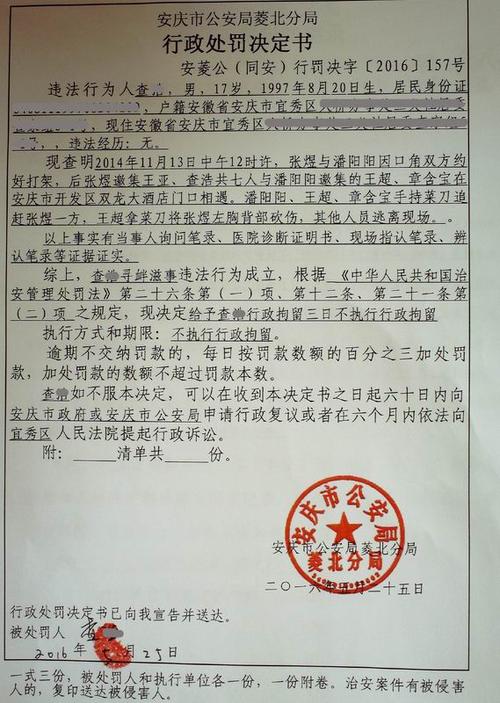 安庆市公安局菱北分局
行政处罚决定书
安菱公（同安）行罚决字〔2016〕157号
违法行为人查，男，17岁，1997年8月20日生，居民身份证
，户籍安徽省安庆市宜秀区
，现住安徽省安庆市宜秀区
，，违法经历：无。
现查明2014年11月13日中午12时许，张煜与潘阳阳因口角双方约
好打架，后张煜邀集王亚、查浩共七人与潘阳阳邀集的王超、章含宝在
安庆市开发区双龙大酒店门口相遇。潘阳阳、王超、章含宝手持菜刀追
赶张煜一方，王超拿菜刀将张煜左胸背部砍伤，其他人员逃离现场。
以上事实有当事人询问笔录、医院诊断证明书、现场指认笔录、辨
认笔录等证据证实。
综上，查寻衅滋事违法行为成立，根据《中华人民共和国治
安管理处罚法》第二十六条第（一）项、第十二条、第二十一条第
（二）项之规定，现决定给予查行政拘留三日不执行行政拘留
执行方式和期限：不执行行政拘留
逾期不交纳罚款的，每日按罚款数额的百分之三加处罚
款，加处罚款的数额不超过罚款本数。
查如不服本决定，可以在收到本决定书之日起六十日内向
安庆市政府或安庆市公安局申请行政复议或者在六个月内依法向
宜秀区人民法院提起行政诉讼。
附：清单共份。
安庆市公安局菱北分局
安庆市公安局菱北分局
二〇一六年五月二十五日
行政处罚决定书已向我宣告并送达。
被处罚人 查
2016年5月25日
一式三份，被处罚人和执行单位各一份，一份附卷。治安案件有被侵害
人的，复印送达被侵害人。